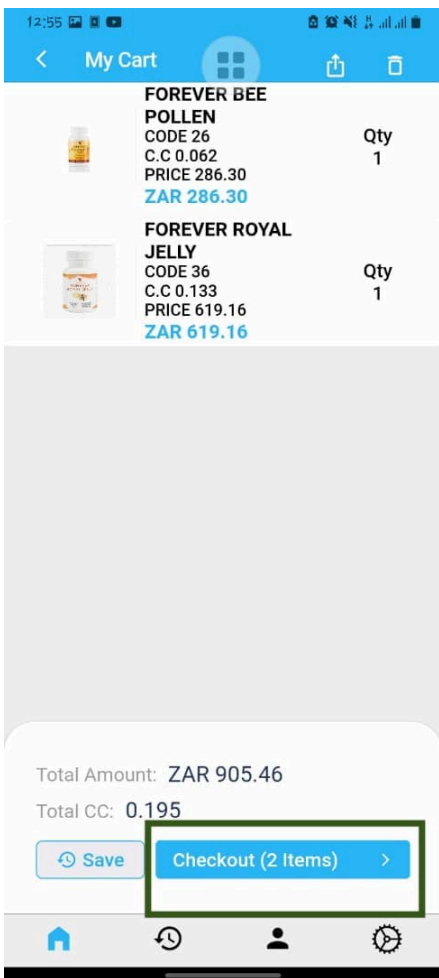 12:55
My Cart
FOREVER BEE
POLLEN
CODE 26
C.C 0.062
PRICE 286.30
ZAR 286.30
Qty
1
FOREVER ROYAL
JELLY
CODE 36
C.C 0.133
PRICE 619.16
ZAR 619.16
Qty
1
Total Amount: ZAR 905.46
Total CC: 0.195
Save
Checkout (2 Items)